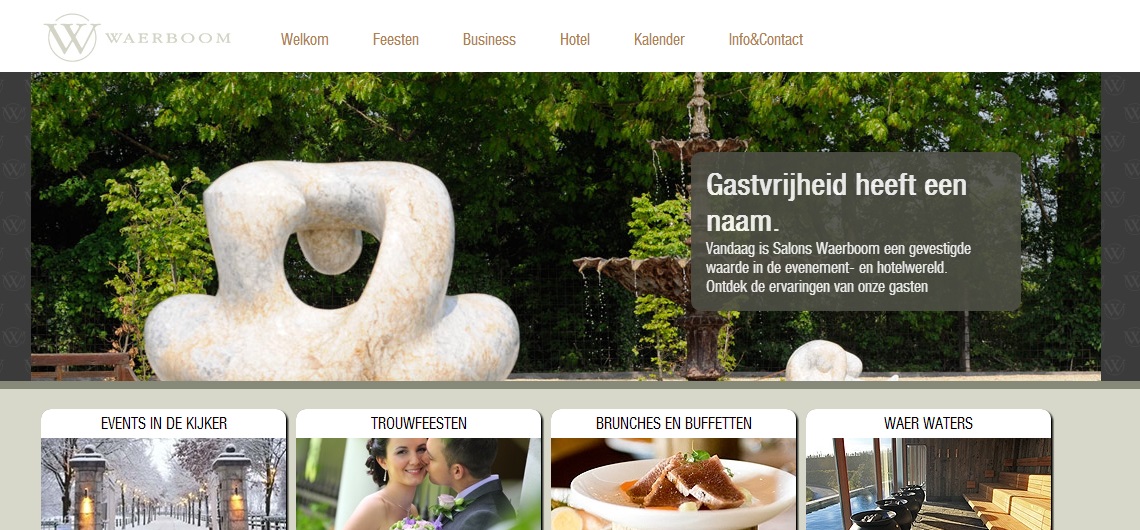 W WAERBOOM
Welkom Feesten Business Hotel Kalender Info&Contact
Gastvrijheid heeft een
naam.
Vandaag is Salons Waerboom een gevestigde
waarde in de evenement- en hotelwereld.
Ontdek de ervaringen van onze gasten
EVENTS IN DE KIJKER
TROUWFEESTEN
BRUNCHES EN BUFFETTEN
WAER WATERS